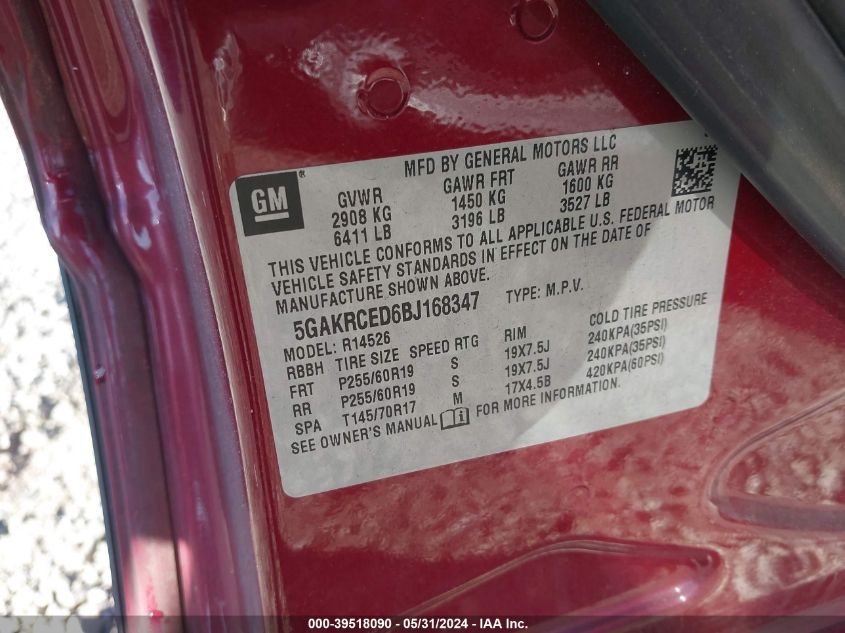 MFD BY GENERAL MOTORS LLC
GM ®
GVWR GAWR FRT GAWR RR
2908 KG 1450 KG 1600 KG
6411 LB 3196 LB 3527 LB
THIS VEHICLE CONFORMS TO ALL APPLICABLE U.S. FEDERAL MOTOR
VEHICLE SAFETY STANDARDS IN EFFECT ON THE DATE OF
MANUFACTURE SHOWN ABOVE.
5GAKRCED6BJ168347 TYPE: M.P.V.
MODEL: R14526
RBBH TIRE SIZE SPEED RTG RIM COLD TIRE PRESSURE
FRT P255/60R19 S 19X7.5J 240KPA(35PSI)
RR P255/60R19 S 19X7.5J 240KPA(35PSI)
SPA T145/70R17 M 17X4.5B 420KPA(60PSI)
SEE OWNER'S MANUAL i FOR MORE INFORMATION.
000-39518090 - 05/31/2024 - IAA Inc.